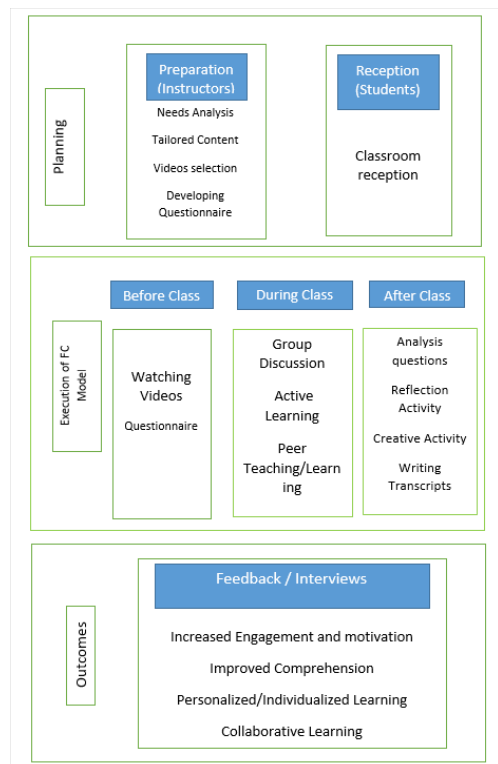 Planning
Preparation
(Instructors)
Needs Analysis
Tailored Content
Videos selection
Developing
Questionnaire
Reception
(Students)
Classroom
reception
Execution of FC
Model
Before Class
Watching
Videos
Questionnaire
During Class
Group
Discussion
Active
Learning
Peer
Teaching/Learn
ing
After Class
Analysis
questions
Reflection
Activity
Creative Activity
Writing
Transcripts
Outcomes
Feedback / Interviews
Increased Engagement and motivation
Improved Comprehension
Personalized/Individualized Learning
Collaborative Learning